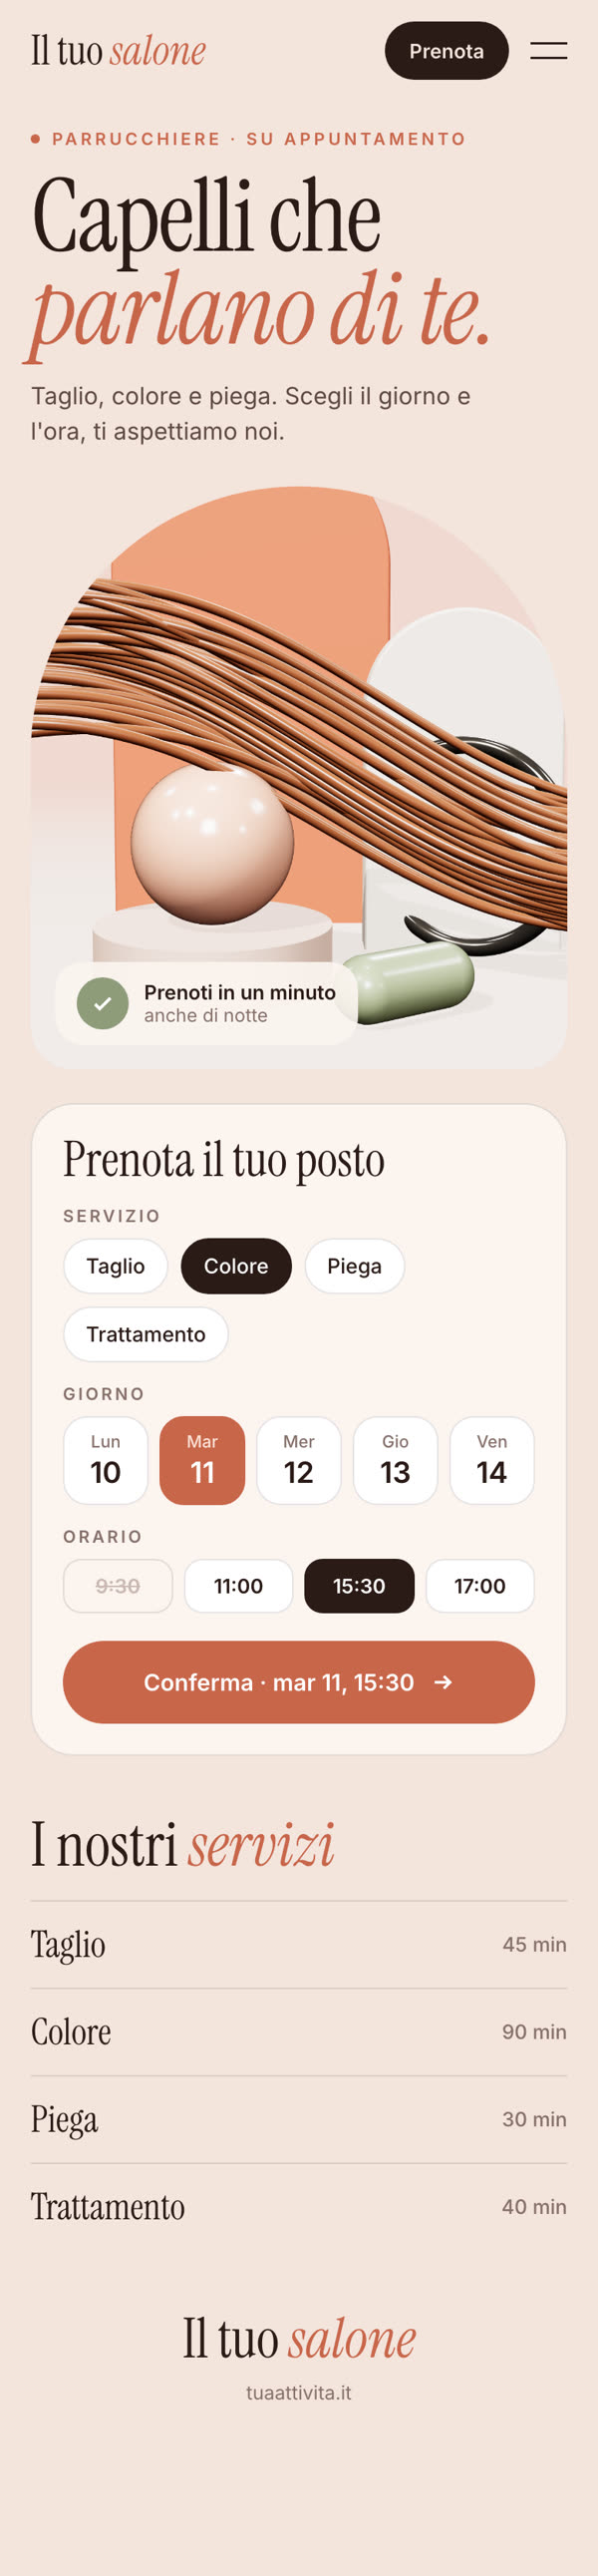 Il tuo salone
Prenota
PARRUCCHIERE · SU APPUNTAMENTO
Capelli che
parlano di te.
Taglio, colore e piega. Scegli il giorno e
l'ora, ti aspettiamo noi.
Prenoti in un minuto
anche di notte
Prenota il tuo posto
SERVIZIO
Taglio
Colore
Piega
Trattamento
GIORNO
Lun
10
Mar
11
Mer
12
Gio
13
Ven
14
ORARIO
9:30
11:00
15:30
17:00
Conferma · mar 11, 15:30 →
I nostri servizi
Taglio
45 min
Colore
90 min
Piega
30 min
Trattamento
40 min
Il tuo salone
tuaattivita.it